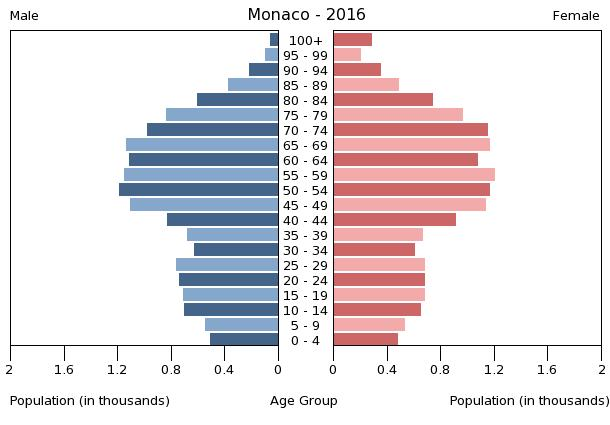 Monaco - 2016
Male
Female
100+
95 - 99
90 - 94
85 - 89
80 - 84
75 - 79
70 - 74
65 - 69
60 - 64
55 - 59
50 - 54
45 - 49
40 - 44
35 - 39
30 - 34
25 - 29
20 - 24
15 - 19
10 - 14
5 - 9
0 - 4
2 1.6 1.2 0.8 0.4 0 0 0.4 0.8 1.2 1.6 2
Population (in thousands) Age Group Population (in thousands)